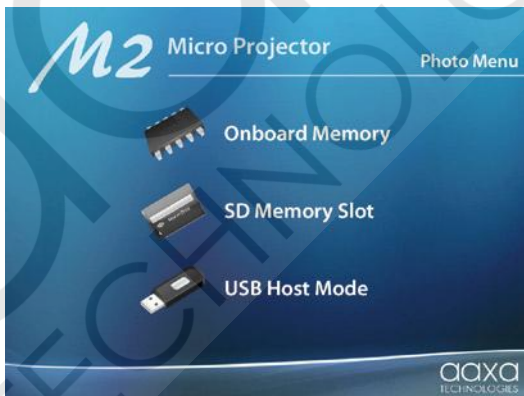 M2 Micro Projector
Photo Menu
Onboard Memory
SD Memory Slot
USB Host Mode
aaxa
TECHNOLOGIES